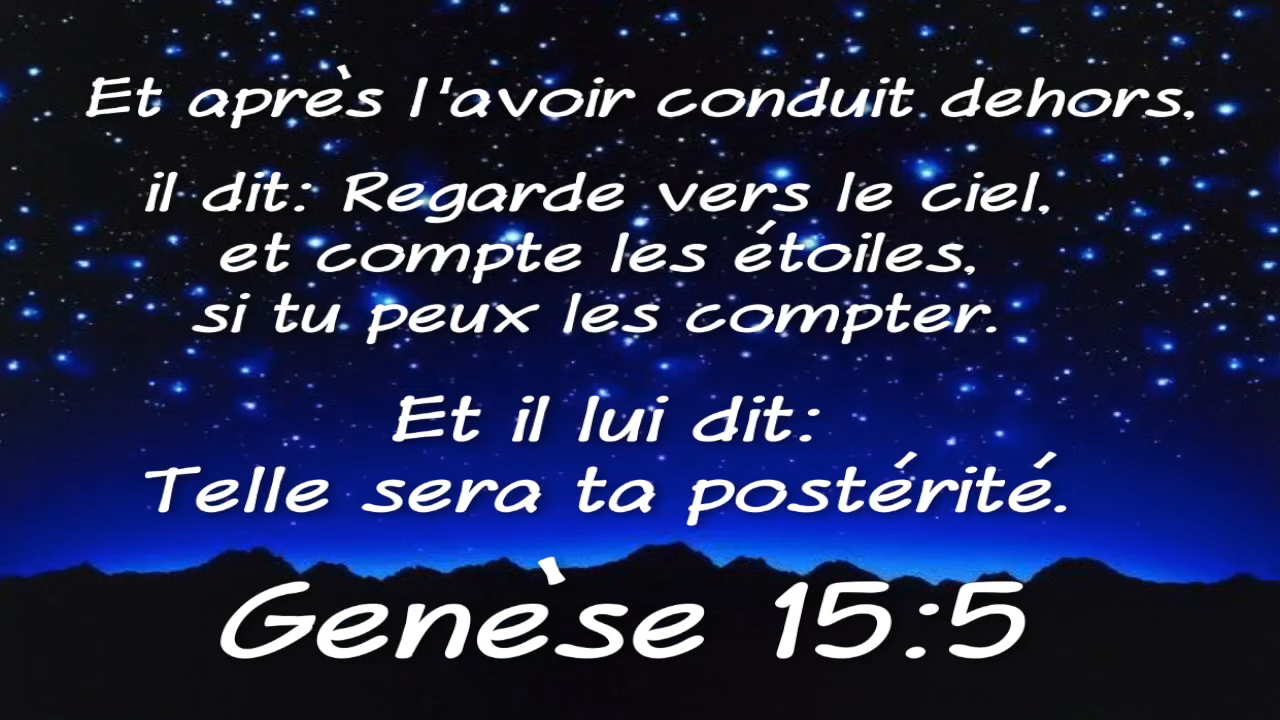 Et après l'avoir conduit dehors,
il dit: Regarde vers le ciel,
et compte les étoiles,
si tu peux les compter.
Et il lui dit:
Telle sera ta postérité.
Genèse 15:5